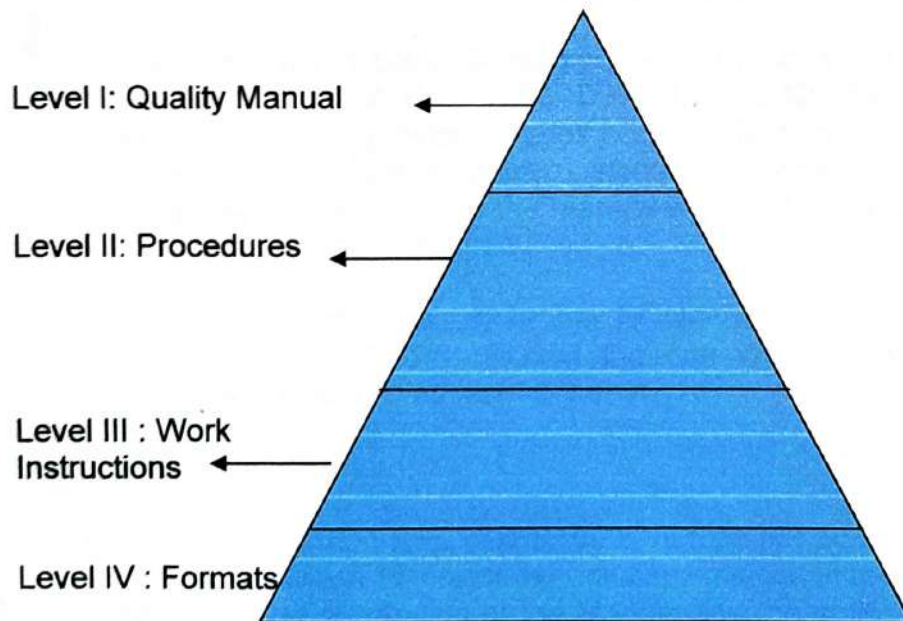 Level I: Quality Manual
Level II: Procedures
Level III : Work
Instructions
Level IV : Formats